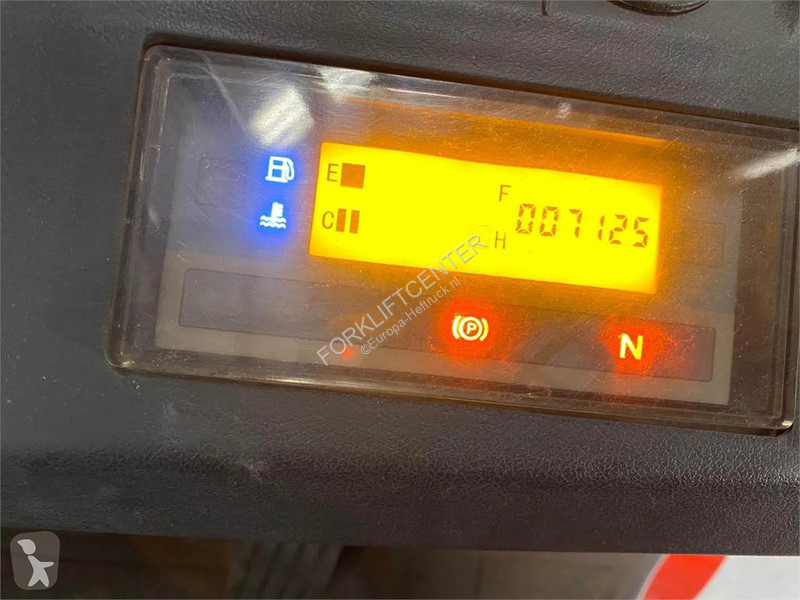 E F
007125
C H
P
N
FORKLIFTCENTER
©Europa-Heftruck.nl